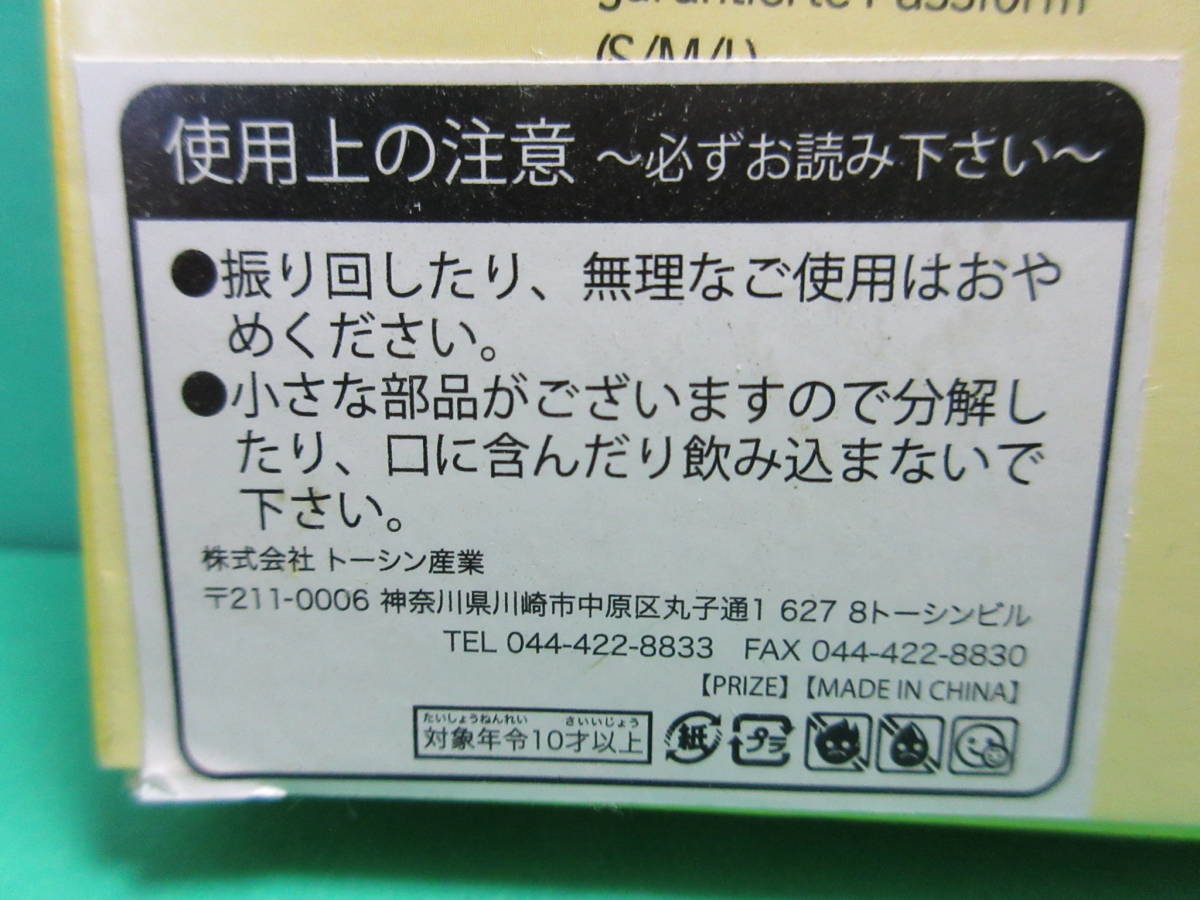 garantierte Passform
(S/M/L)
使用上の注意 〜必ずお読み下さい〜
●振り回したり、無理なご使用はおや
めください。
●小さな部品がございますので分解し
たり、口に含んだり飲み込まないで
下さい。
株式会社 トーシン産業
〒211-0006 神奈川県川崎市中原区丸子通1 627 8トーシンビル
TEL 044-422-8833 FAX 044-422-8830
【PRIZE】【MADE IN CHINA】
たいしょうねんれい さいいじょう
対象年令10才以上
紙 プラ